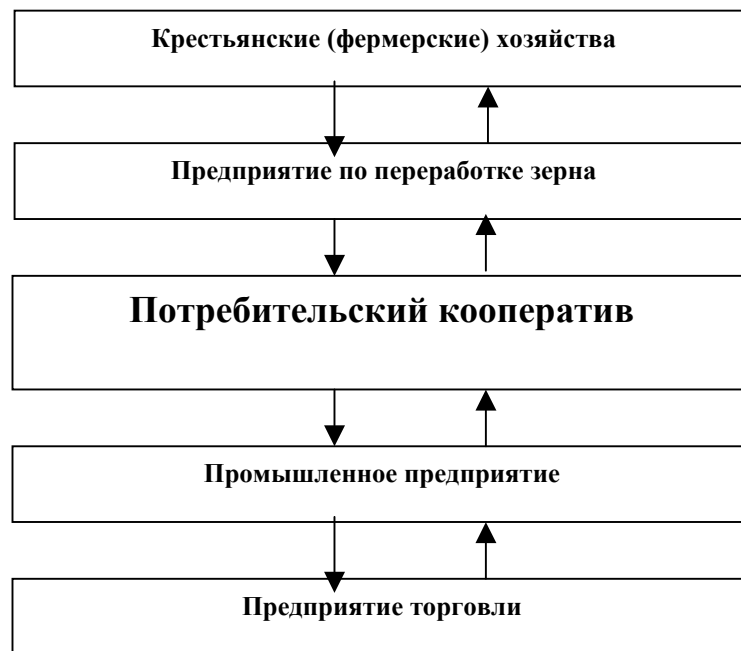 Крестьянские (фермерские) хозяйства
Предприятие по переработке зерна
Потребительский кооператив
Промышленное предприятие
Предприятие торговли